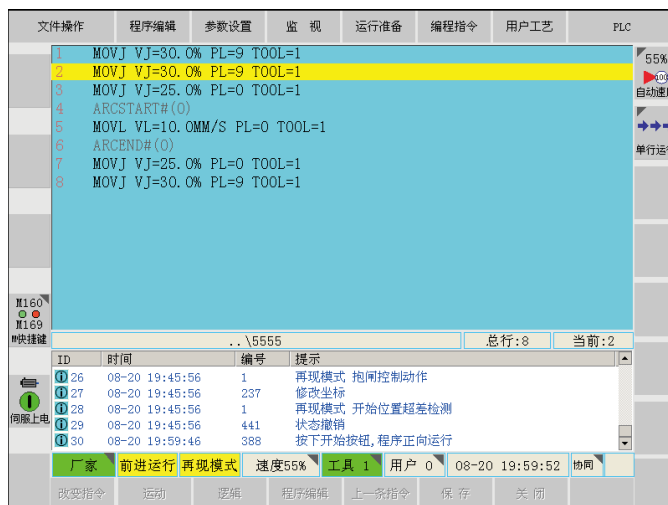 文件操作 程序编辑 参数设置 监 视 运行准备 编程指令 用户工艺 PLC
1 MOVJ VJ=30.0% PL=9 TOOL=1
2 MOVJ VJ=30.0% PL=9 TOOL=1
3 MOVJ VJ=25.0% PL=0 TOOL=1
4 ARCSTART#(0)
5 MOVL VL=10.0MM/S PL=0 TOOL=1
6 ARCEND#(0)
7 MOVJ VJ=25.0% PL=0 TOOL=1
8 MOVJ VJ=30.0% PL=9 TOOL=1
55%
100
自动速
单行运
M160
M169
M快捷键
伺服上电
..\5555 总行:8 当前:2
ID 时间 编号 提示
26 08-20 19:45:56 1 再现模式 抱闸控制动作
27 08-20 19:45:56 237 修改坐标
28 08-20 19:45:56 1 再现模式 开始位置超差检测
29 08-20 19:45:56 441 状态撤销
30 08-20 19:59:46 388 按下开始按钮,程序正向运行
厂家 前进运行 再现模式 速度55% 工具 1 用户 0 08-20 19:59:52 协同
改变指令 运动 逻辑 程序编辑 上一条指令 保 存 关 闭